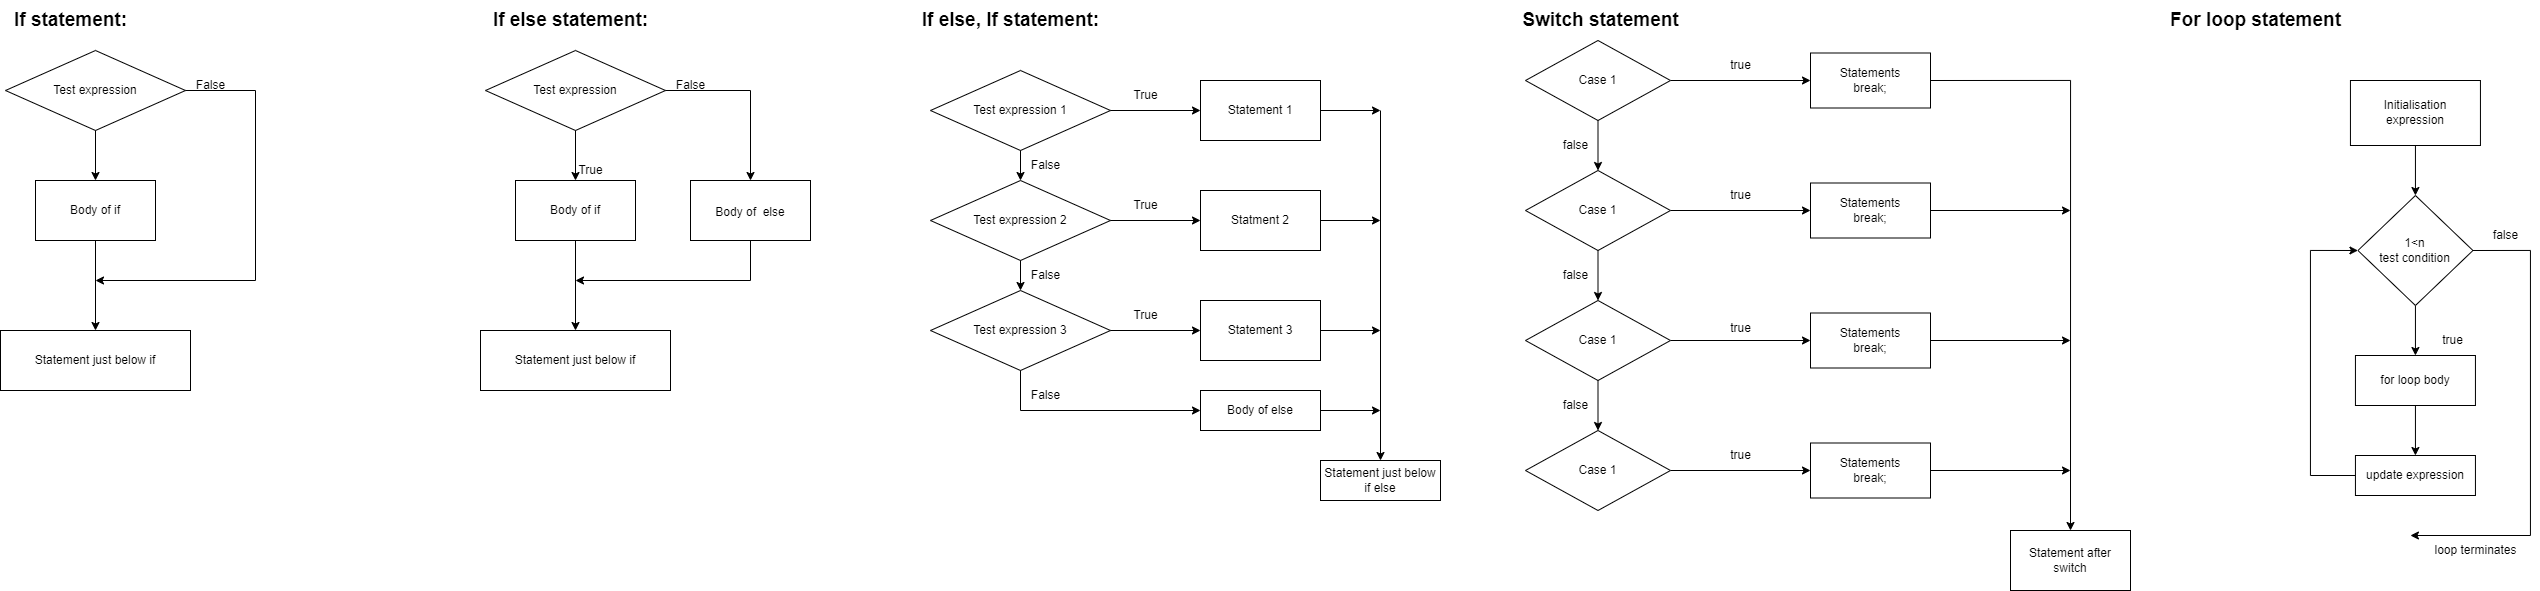 If statement:
Test expression
False
Body of if
Statement just below if
If else statement:
Test expression
False
True
Body of if
Body of  else
Statement just below if
If else, If statement:
Test expression 1
True
Statement 1
False
Test expression 2
True
Statment 2
False
Test expression 3
True
Statement 3
False
Body of else
Statement just below
if else
Switch statement
Case 1
true
Statements
break;
false
Case 1
true
Statements
break;
false
Case 1
true
Statements
break;
false
Case 1
true
Statements
break;
Statement after
switch
For loop statement
Initialisation
expression
1<n
test condition
false
true
for loop body
update expression
loop terminates